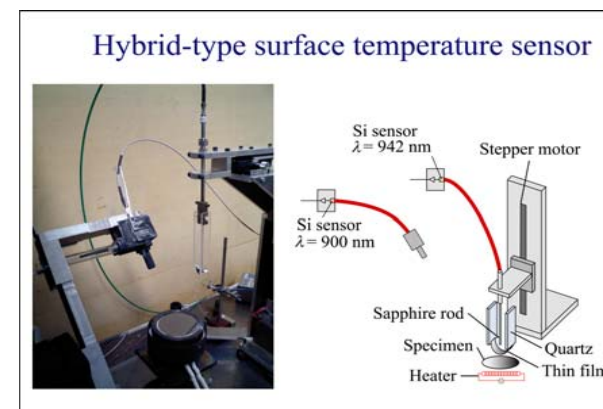 Hybrid-type surface temperature sensor
Si sensor
λ = 942 nm
Stepper motor
Si sensor
λ = 900 nm
Sapphire rod
Quartz
Specimen
Thin film
Heater